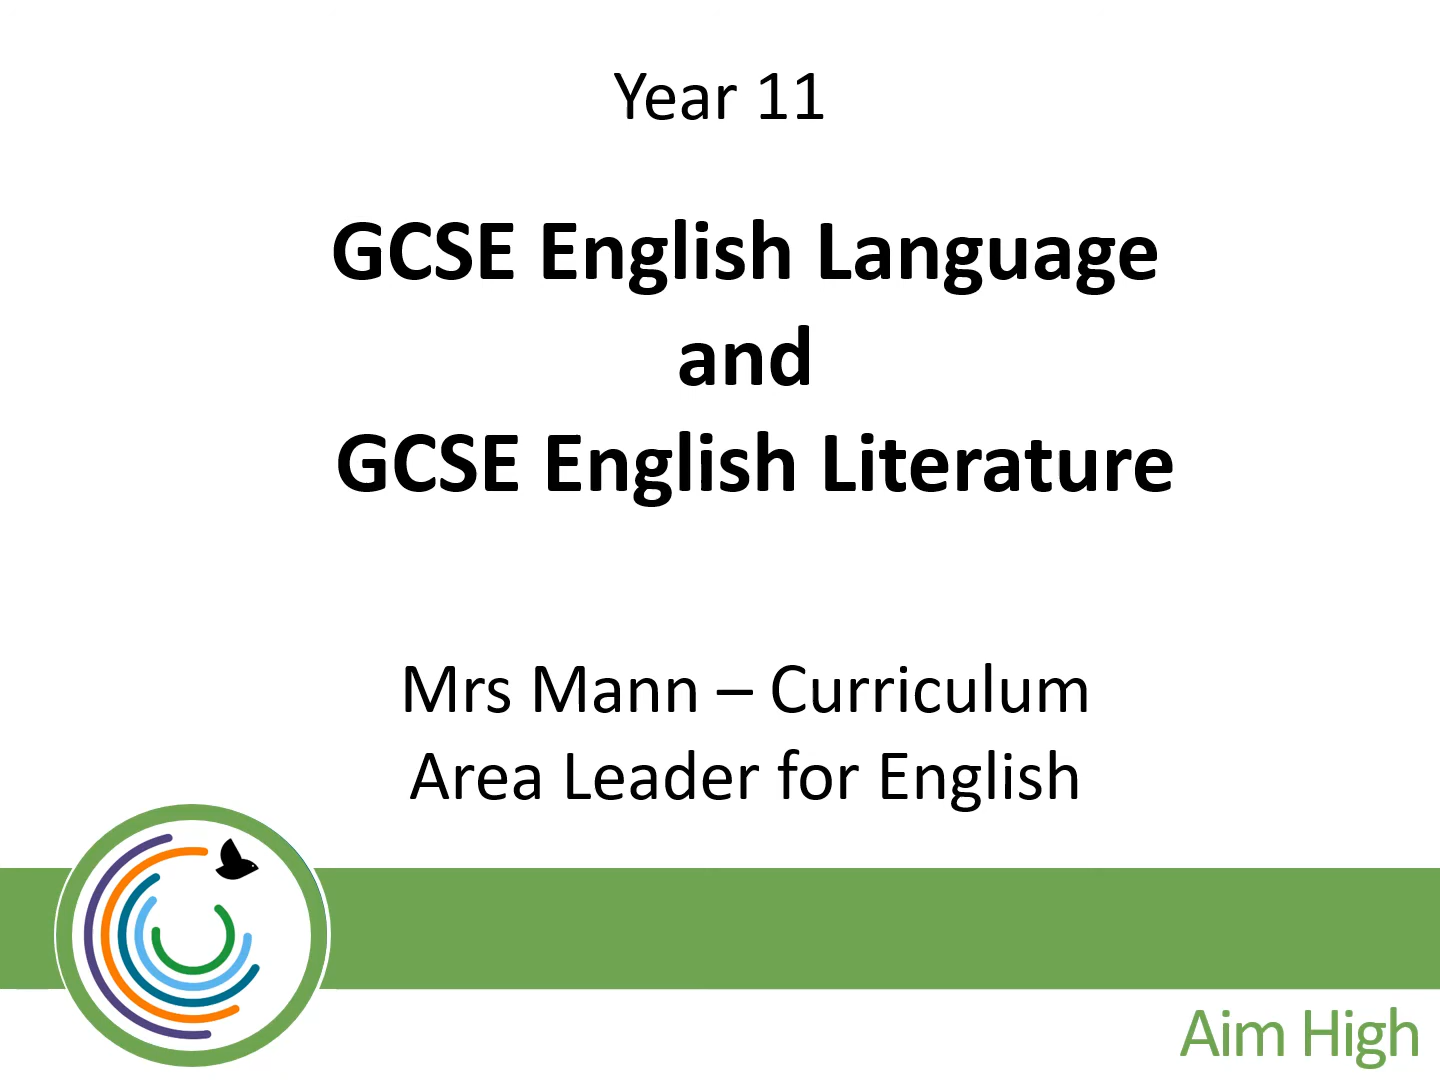 Year 11
GCSE English Language
and
GCSE English Literature
Mrs Mann – Curriculum
Area Leader for English
Aim High